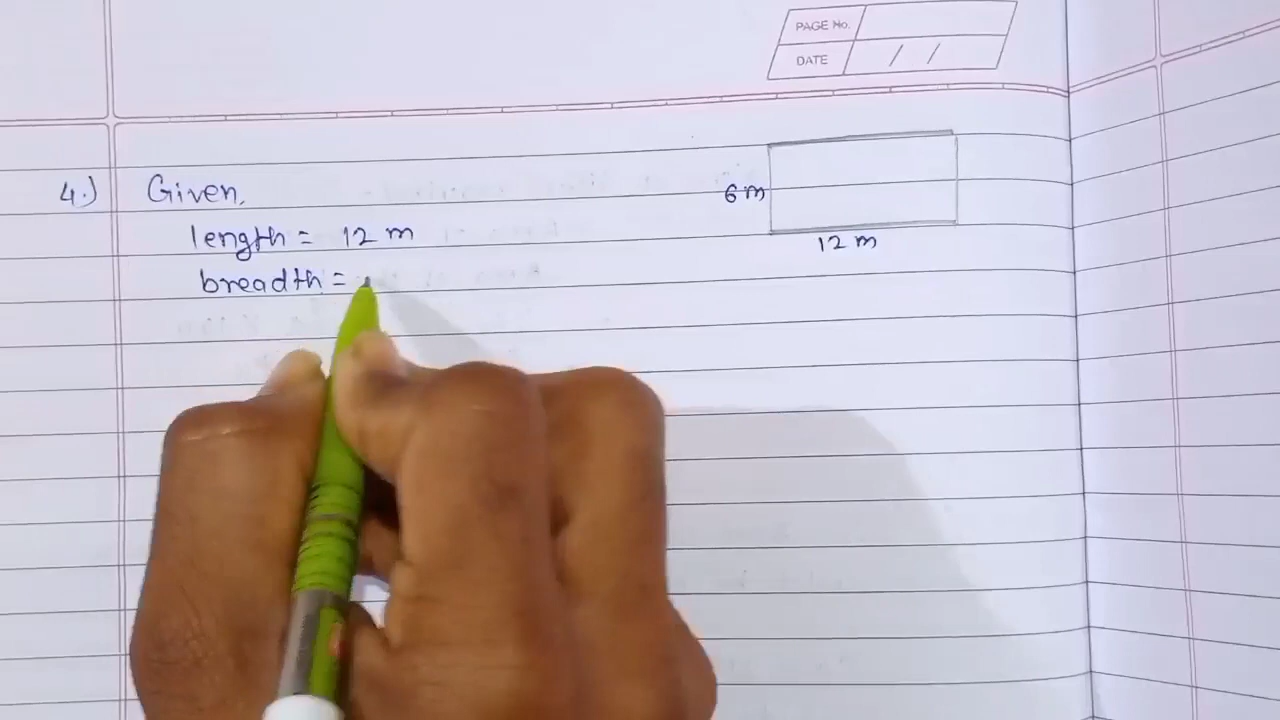 PAGE No.
DATE / /
4.) Given,
length = 12 m
breadth =
6 m
12 m